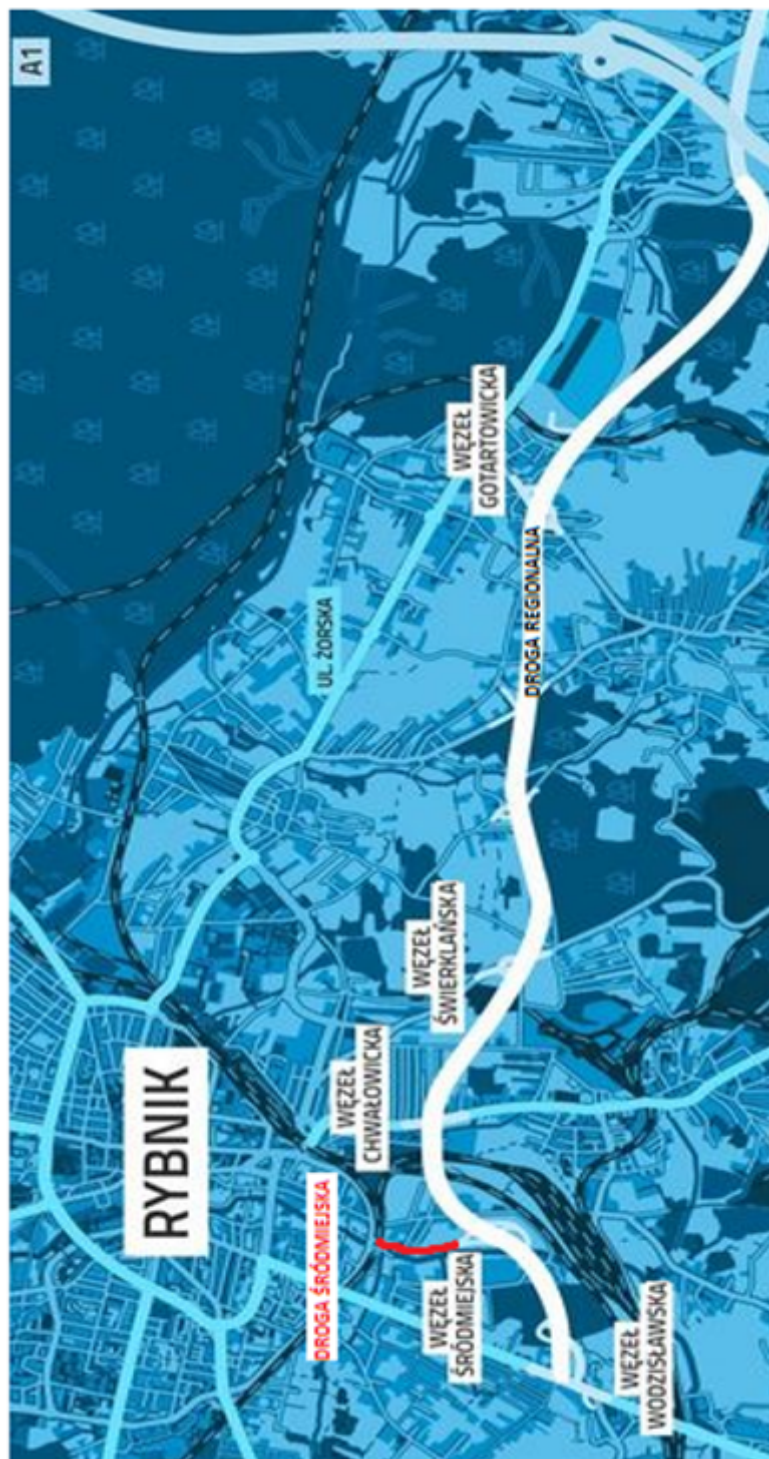 A1
WĘZEŁ
GOTARTOWICKA
UL. ŻORSKA
DROGA REGIONALNA
WĘZEŁ
ŚWIERKLAŃSKA
RYBNIK
WĘZEŁ
CHWAŁOWICKA
DROGA ŚRÓDMIEJSKA
WĘZEŁ
ŚRÓDMIEJSKA
WĘZEŁ
WODZISŁAWSKA